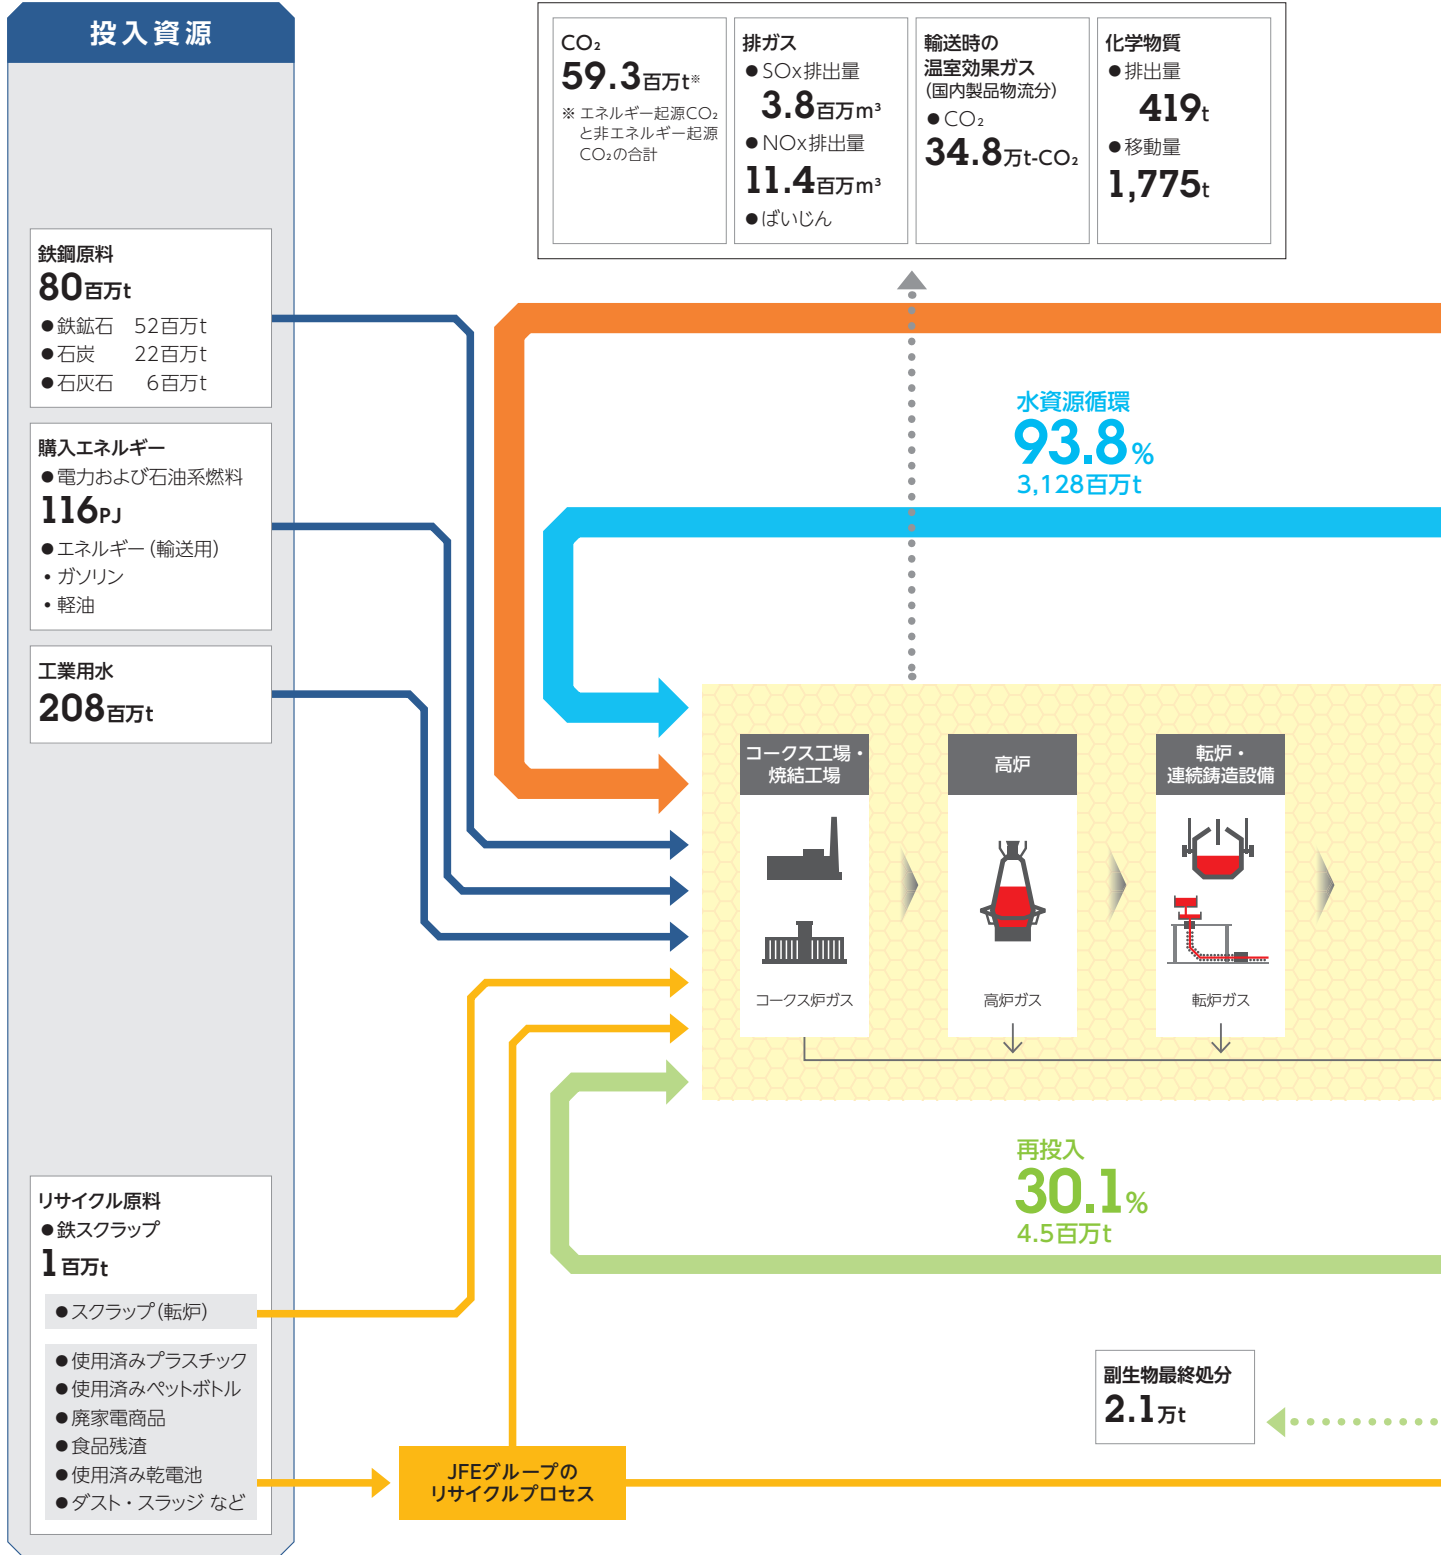 投入資源
鉄鋼原料
80百万t
●鉄鉱石 52百万t
●石炭 22百万t
●石灰石 6百万t
購入エネルギー
●電力および石油系燃料
116PJ
●エネルギー(輸送用)
・ガソリン
・軽油
工業用水
208百万t
リサイクル原料
●鉄スクラップ
1百万t
●スクラップ(転炉)
●使用済みプラスチック
●使用済みペットボトル
●廃家電商品
●食品残渣
●使用済み乾電池
●ダスト・スラッジ など
CO₂
59.3百万t※
※ エネルギー起源CO₂
と非エネルギー起源
CO₂の合計
排ガス
●SOx排出量
3.8百万m³
●NOx排出量
11.4百万m³
●ばいじん
輸送時の
温室効果ガス
(国内製品物流分)
●CO₂
34.8万t-CO₂
化学物質
●排出量
419t
●移動量
1,775t
水資源循環
93.8%
3,128百万t
コークス工場・
焼結工場
コークス炉ガス
高炉
高炉ガス
転炉・
連続鋳造設備
転炉ガス
再投入
30.1%
4.5百万t
副生物最終処分
2.1万t
JFEグループの
リサイクルプロセス